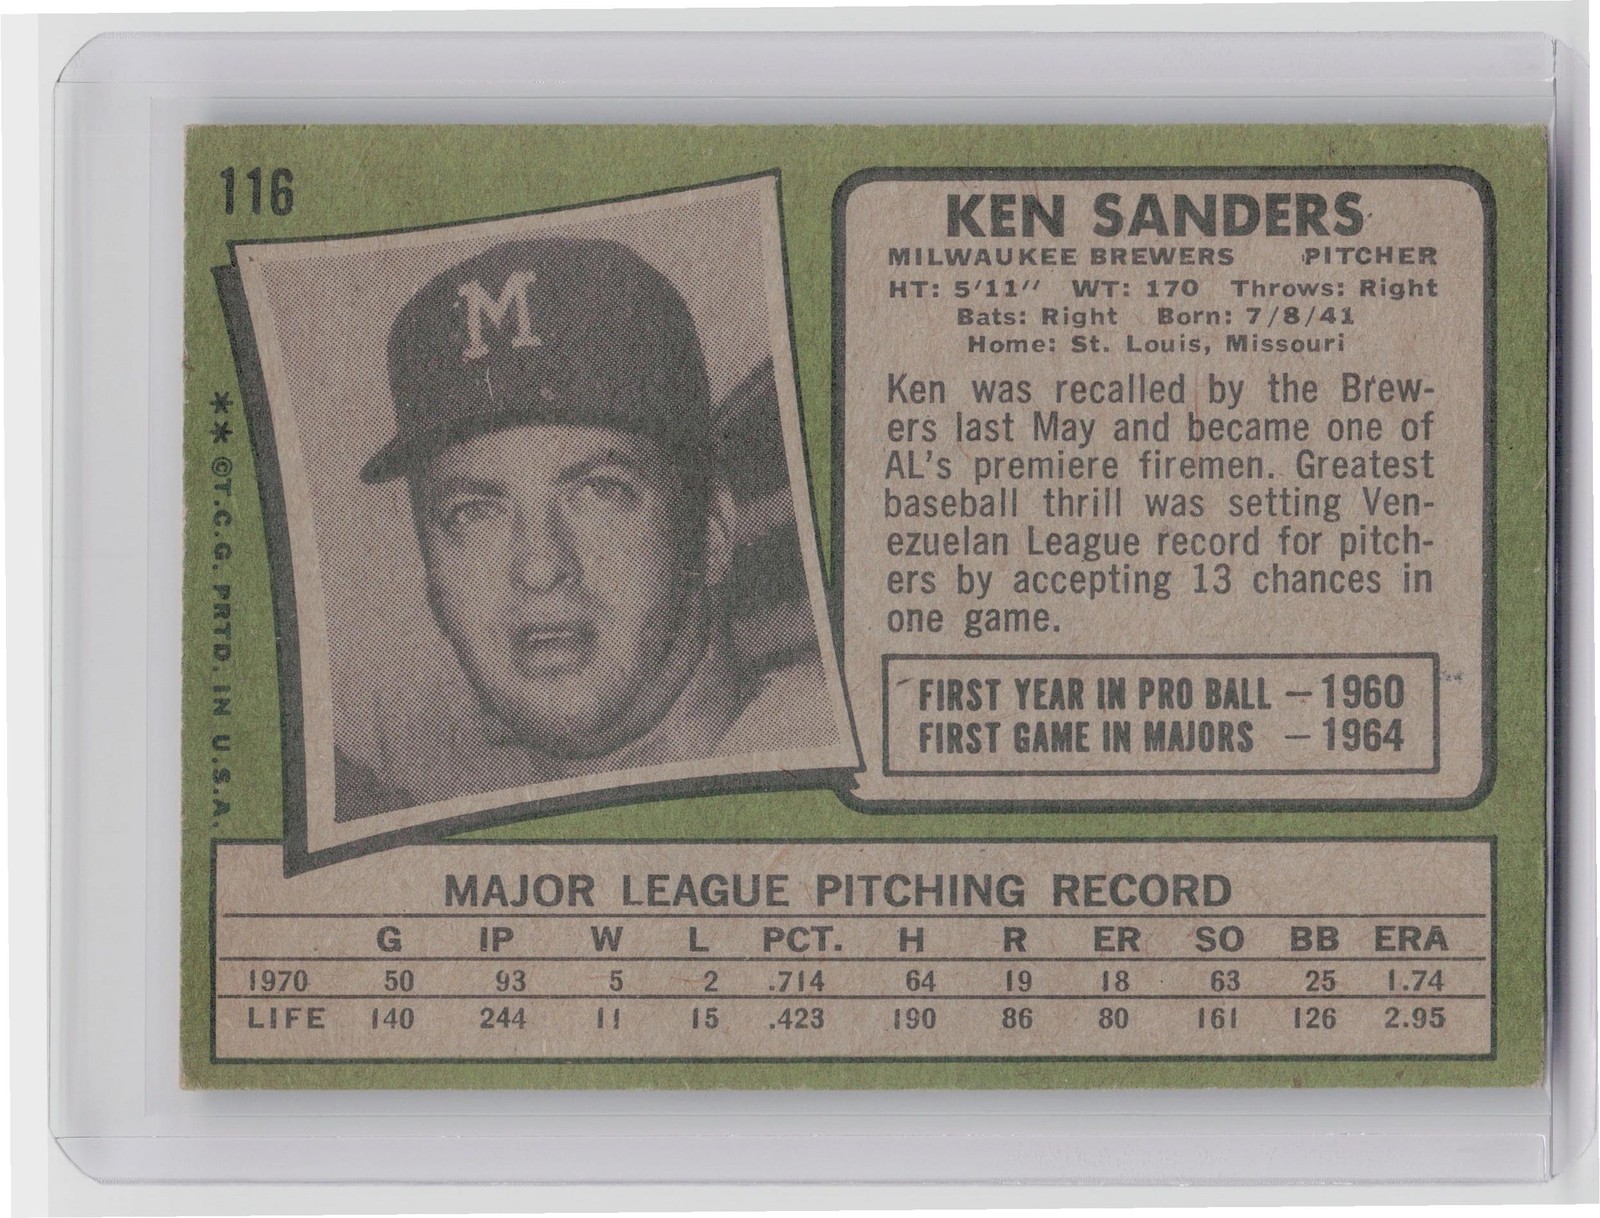 116
M
KEN SANDERS
MILWAUKEE BREWERS PITCHER
HT: 5'11" WT: 170 Throws: Right
Bats: Right Born: 7/8/41
Home: St. Louis, Missouri
Ken was recalled by the Brew-
ers last May and became one of
AL's premiere firemen. Greatest
baseball thrill was setting Ven-
ezuelan League record for pitch-
ers by accepting 13 chances in
one game.
FIRST YEAR IN PRO BALL — 1960
FIRST GAME IN MAJORS — 1964
** ©T.C.G. PRTD. IN U.S.A.
MAJOR LEAGUE PITCHING RECORD
G IP W L PCT. H R ER SO BB ERA
1970 50 93 5 2 .714 64 19 18 63 25 1.74
LIFE 140 244 11 15 .423 190 86 80 161 126 2.95